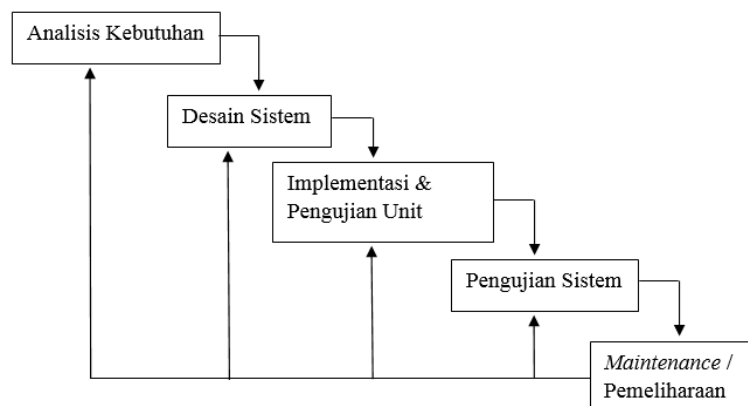 Analisis Kebutuhan
Desain Sistem
Implementasi &
Pengujian Unit
Pengujian Sistem
Maintenance /
Pemeliharaan